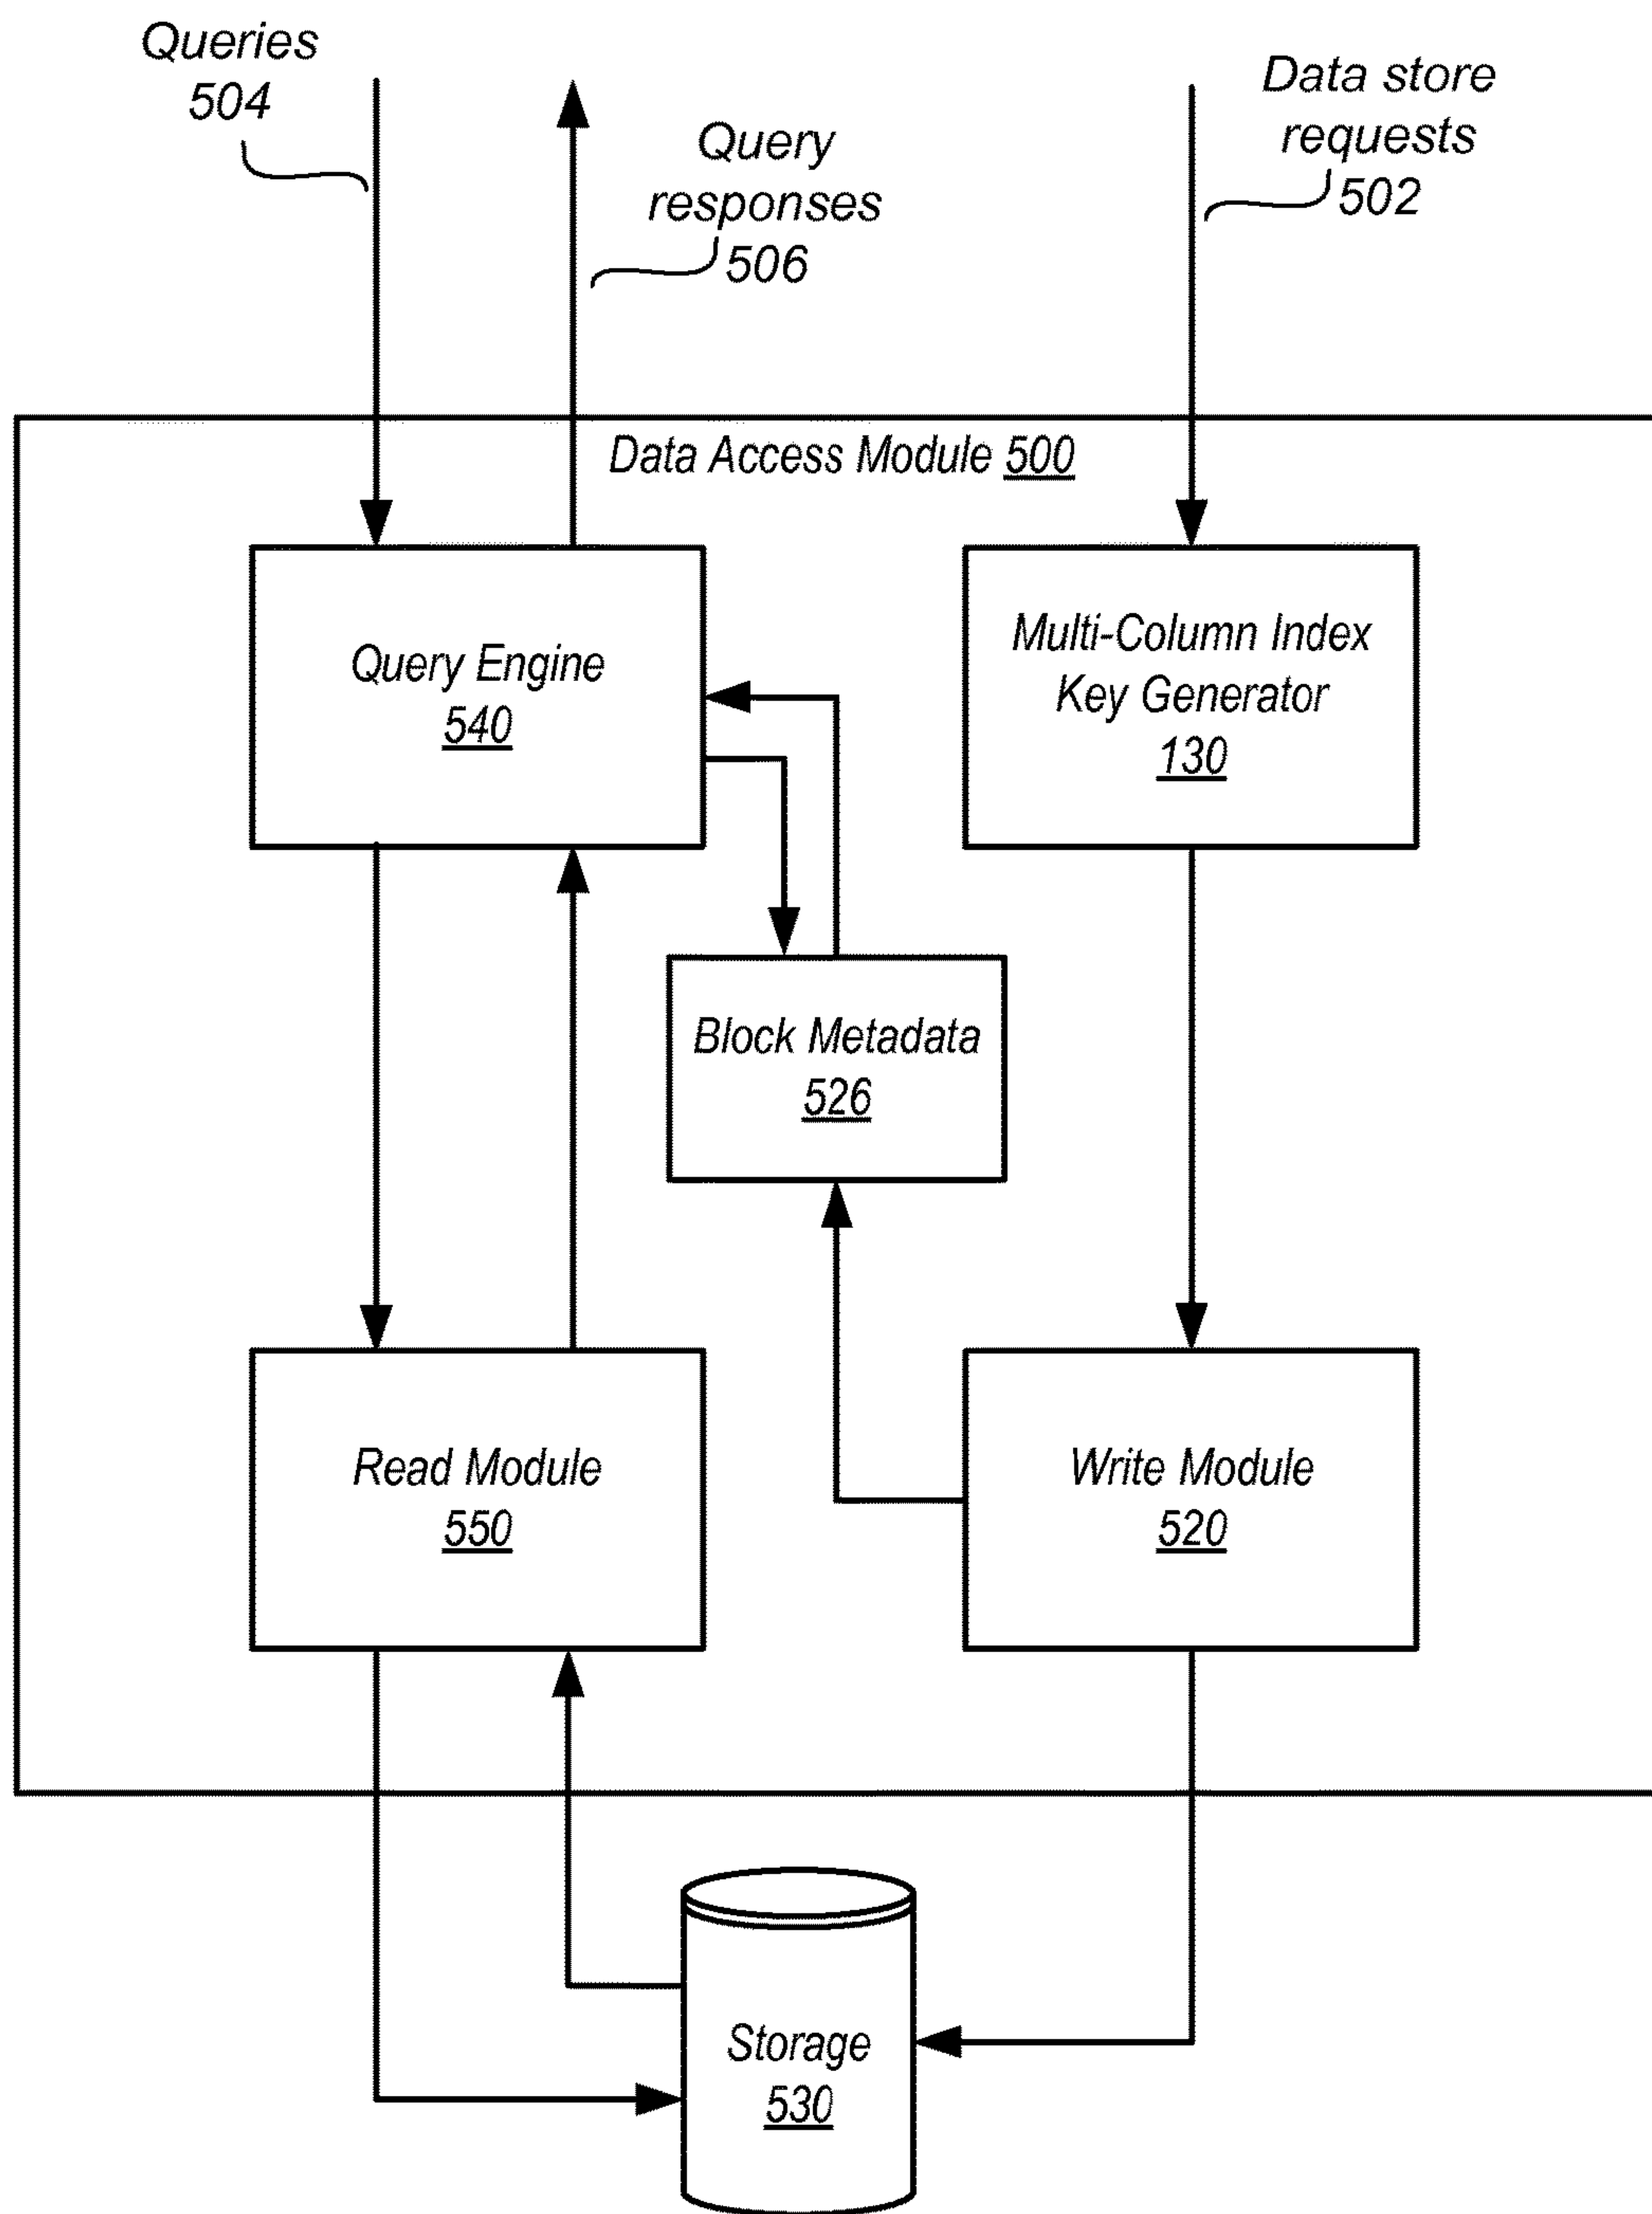 Queries
504
Query
responses
506
Data store
requests
502
Data Access Module 500
Query Engine
540
Multi-Column Index
Key Generator
130
Block Metadata
526
Read Module
550
Write Module
520
Storage
530